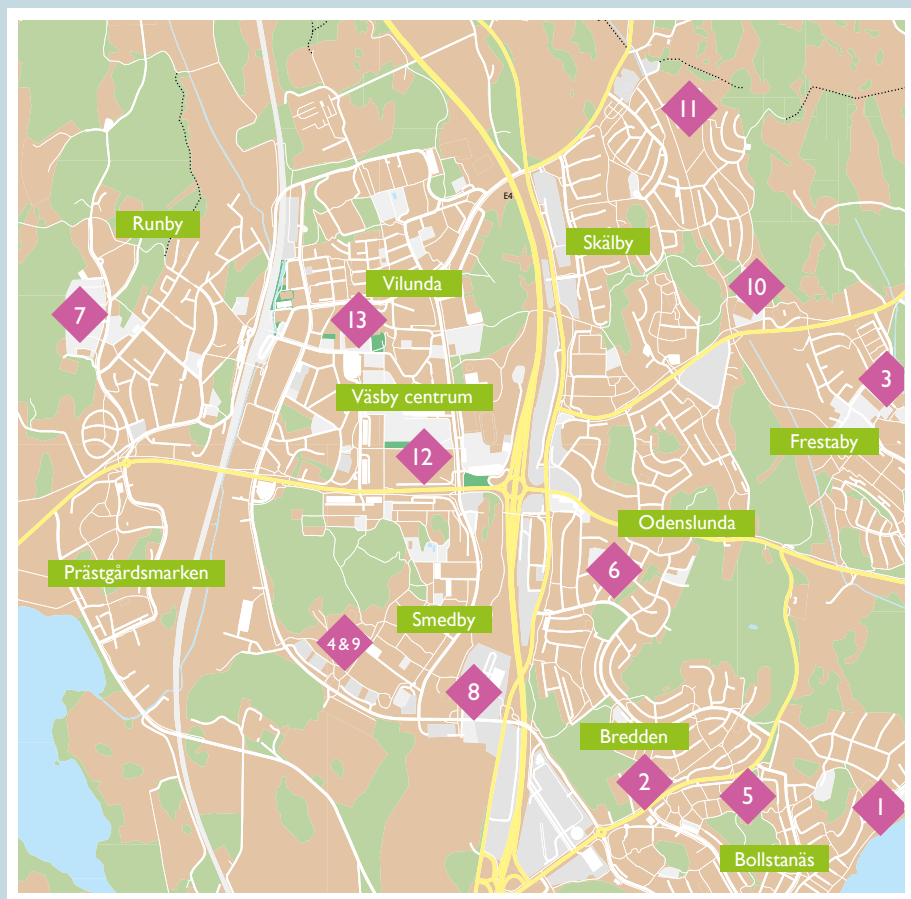 11
E4
Runby
Skälby
Vilunda
10
7
13
3
Väsby centrum
Frestaby
12
Odenslunda
Prästgårdsmarken
6
Smedby
4 & 9
8
Bredden
2
5
1
Bollstanäs